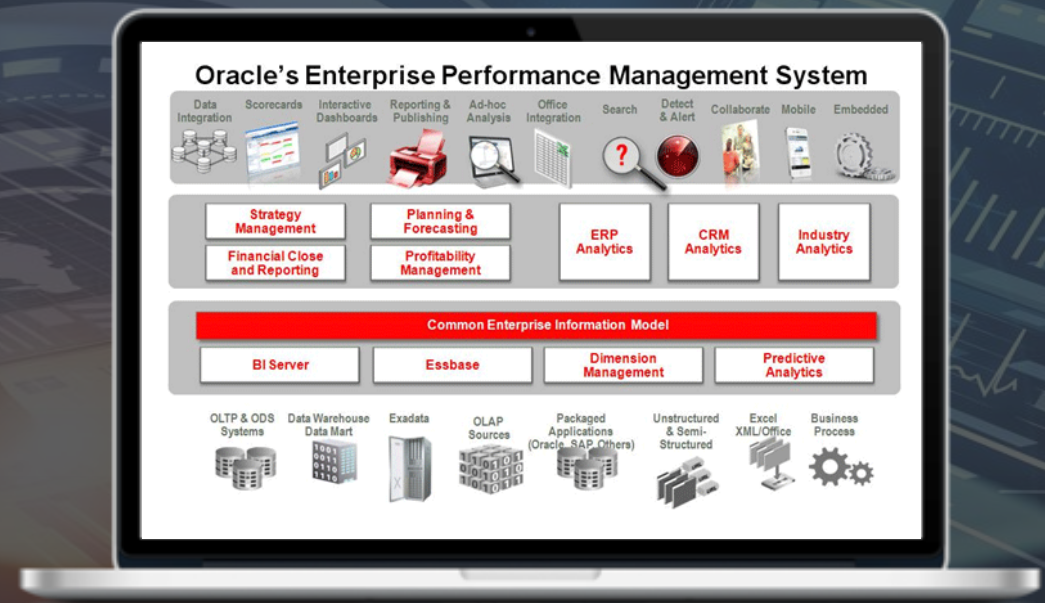 Oracle's Enterprise Performance Management System
Data
Integration
Scorecards
Interactive
Dashboards
Reporting &
Publishing
Ad-hoc
Analysis
Office
Integration
Search
Detect
& Alert
Collaborate
Mobile
Embedded
?
Strategy
Management
Planning &
Forecasting
Financial Close
and Reporting
Profitability
Management
ERP
Analytics
CRM
Analytics
Industry
Analytics
Common Enterprise Information Model
BI Server
Essbase
Dimension
Management
Predictive
Analytics
OLTP & ODS
Systems
Data Warehouse
Data Mart
Exadata
OLAP
Sources
Packaged
Applications
(Oracle, SAP, Others)
Unstructured
& Semi-
Structured
Excel
XML/Office
Business
Process